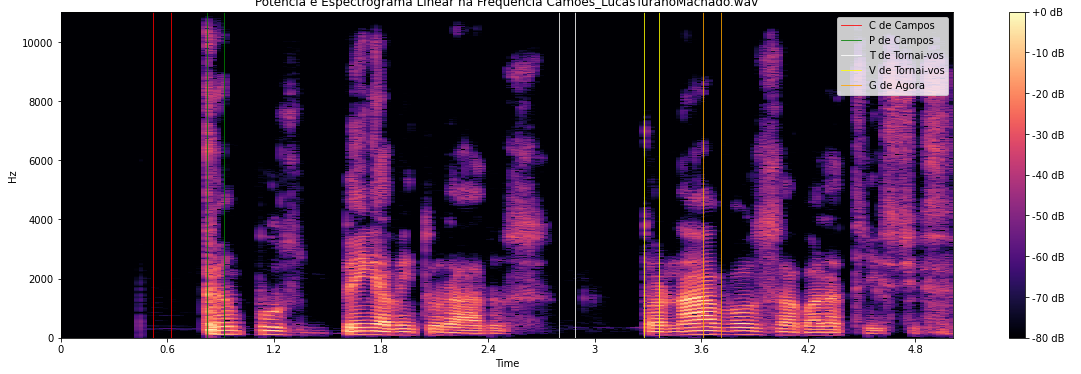 Potência e Espectrograma Linear na Frequência Camões_LucasTuranoMachado.wav
10000
8000
6000
4000
2000
0
Hz
0
0.6
1.2
1.8
2.4
3
3.6
4.2
4.8
Time
C de Campos
P de Campos
T de Tornai-vos
V de Tornai-vos
G de Agora
+0 dB
-10 dB
-20 dB
-30 dB
-40 dB
-50 dB
-60 dB
-70 dB
-80 dB